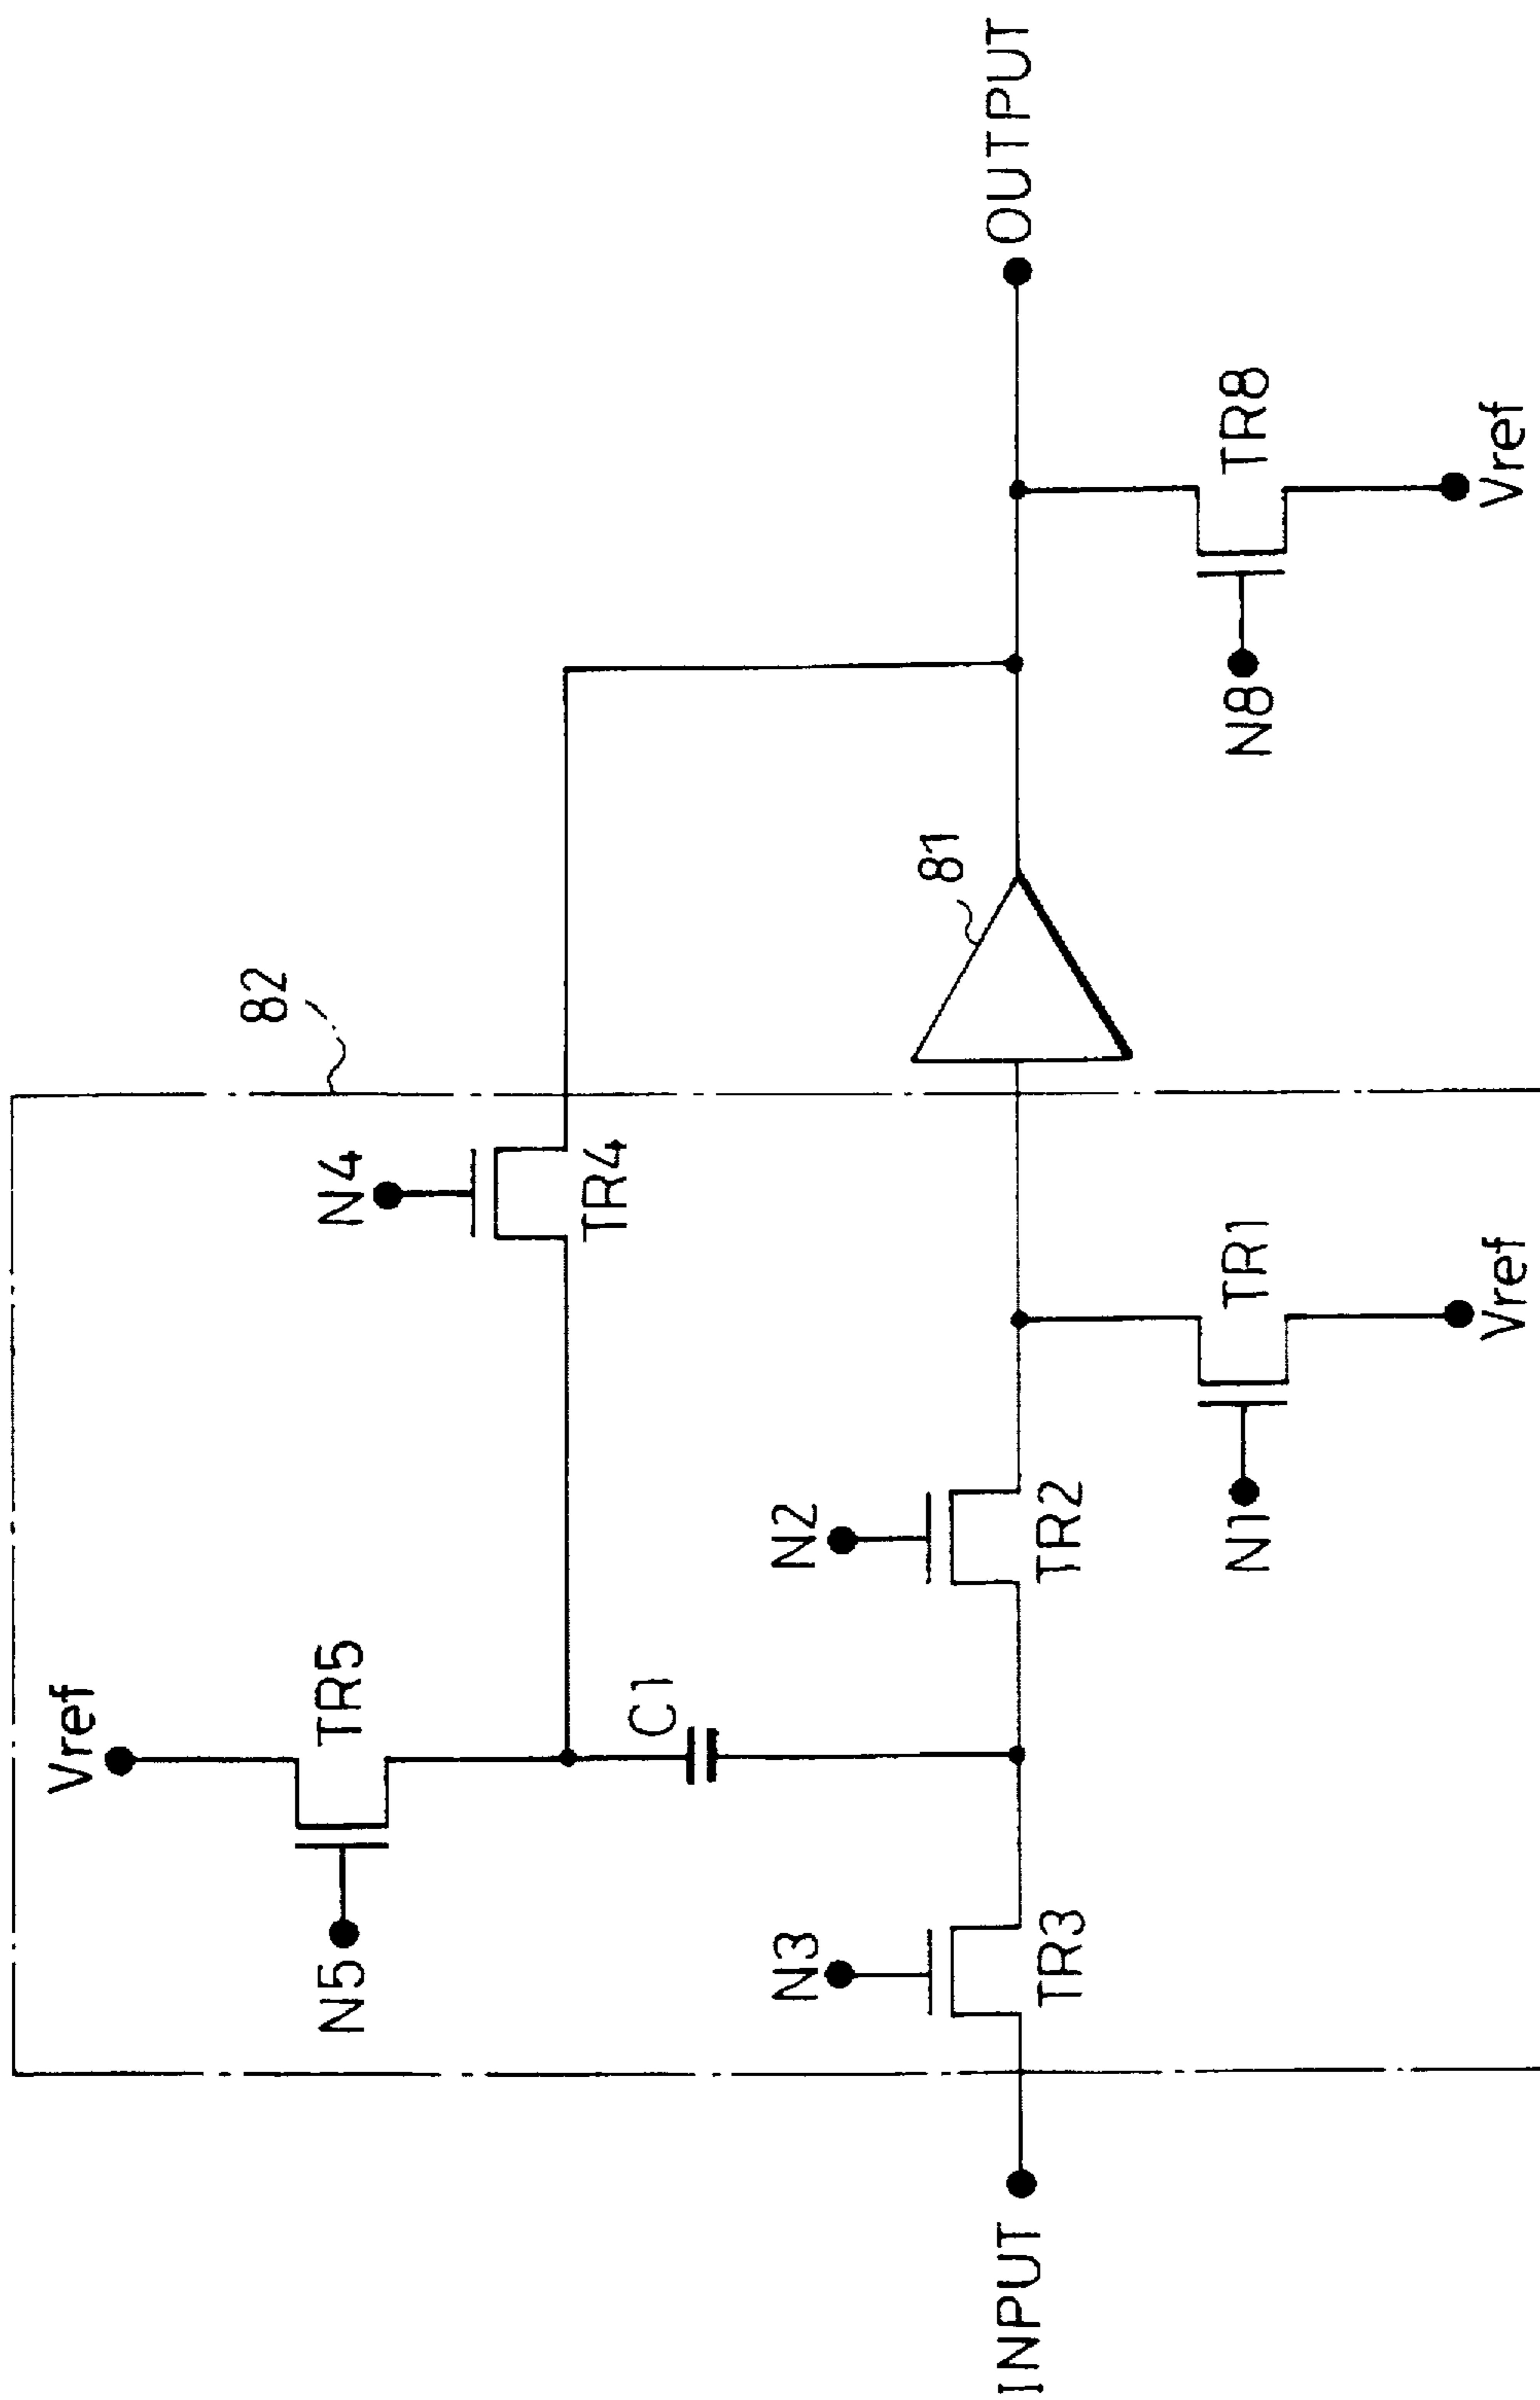 Vref
N5
TR5
82
N4
TR4
C1
N3
TR3
N2
TR2
81
INPUT
OUTPUT
N1
TR1
Vref
N8
TR8
Vref